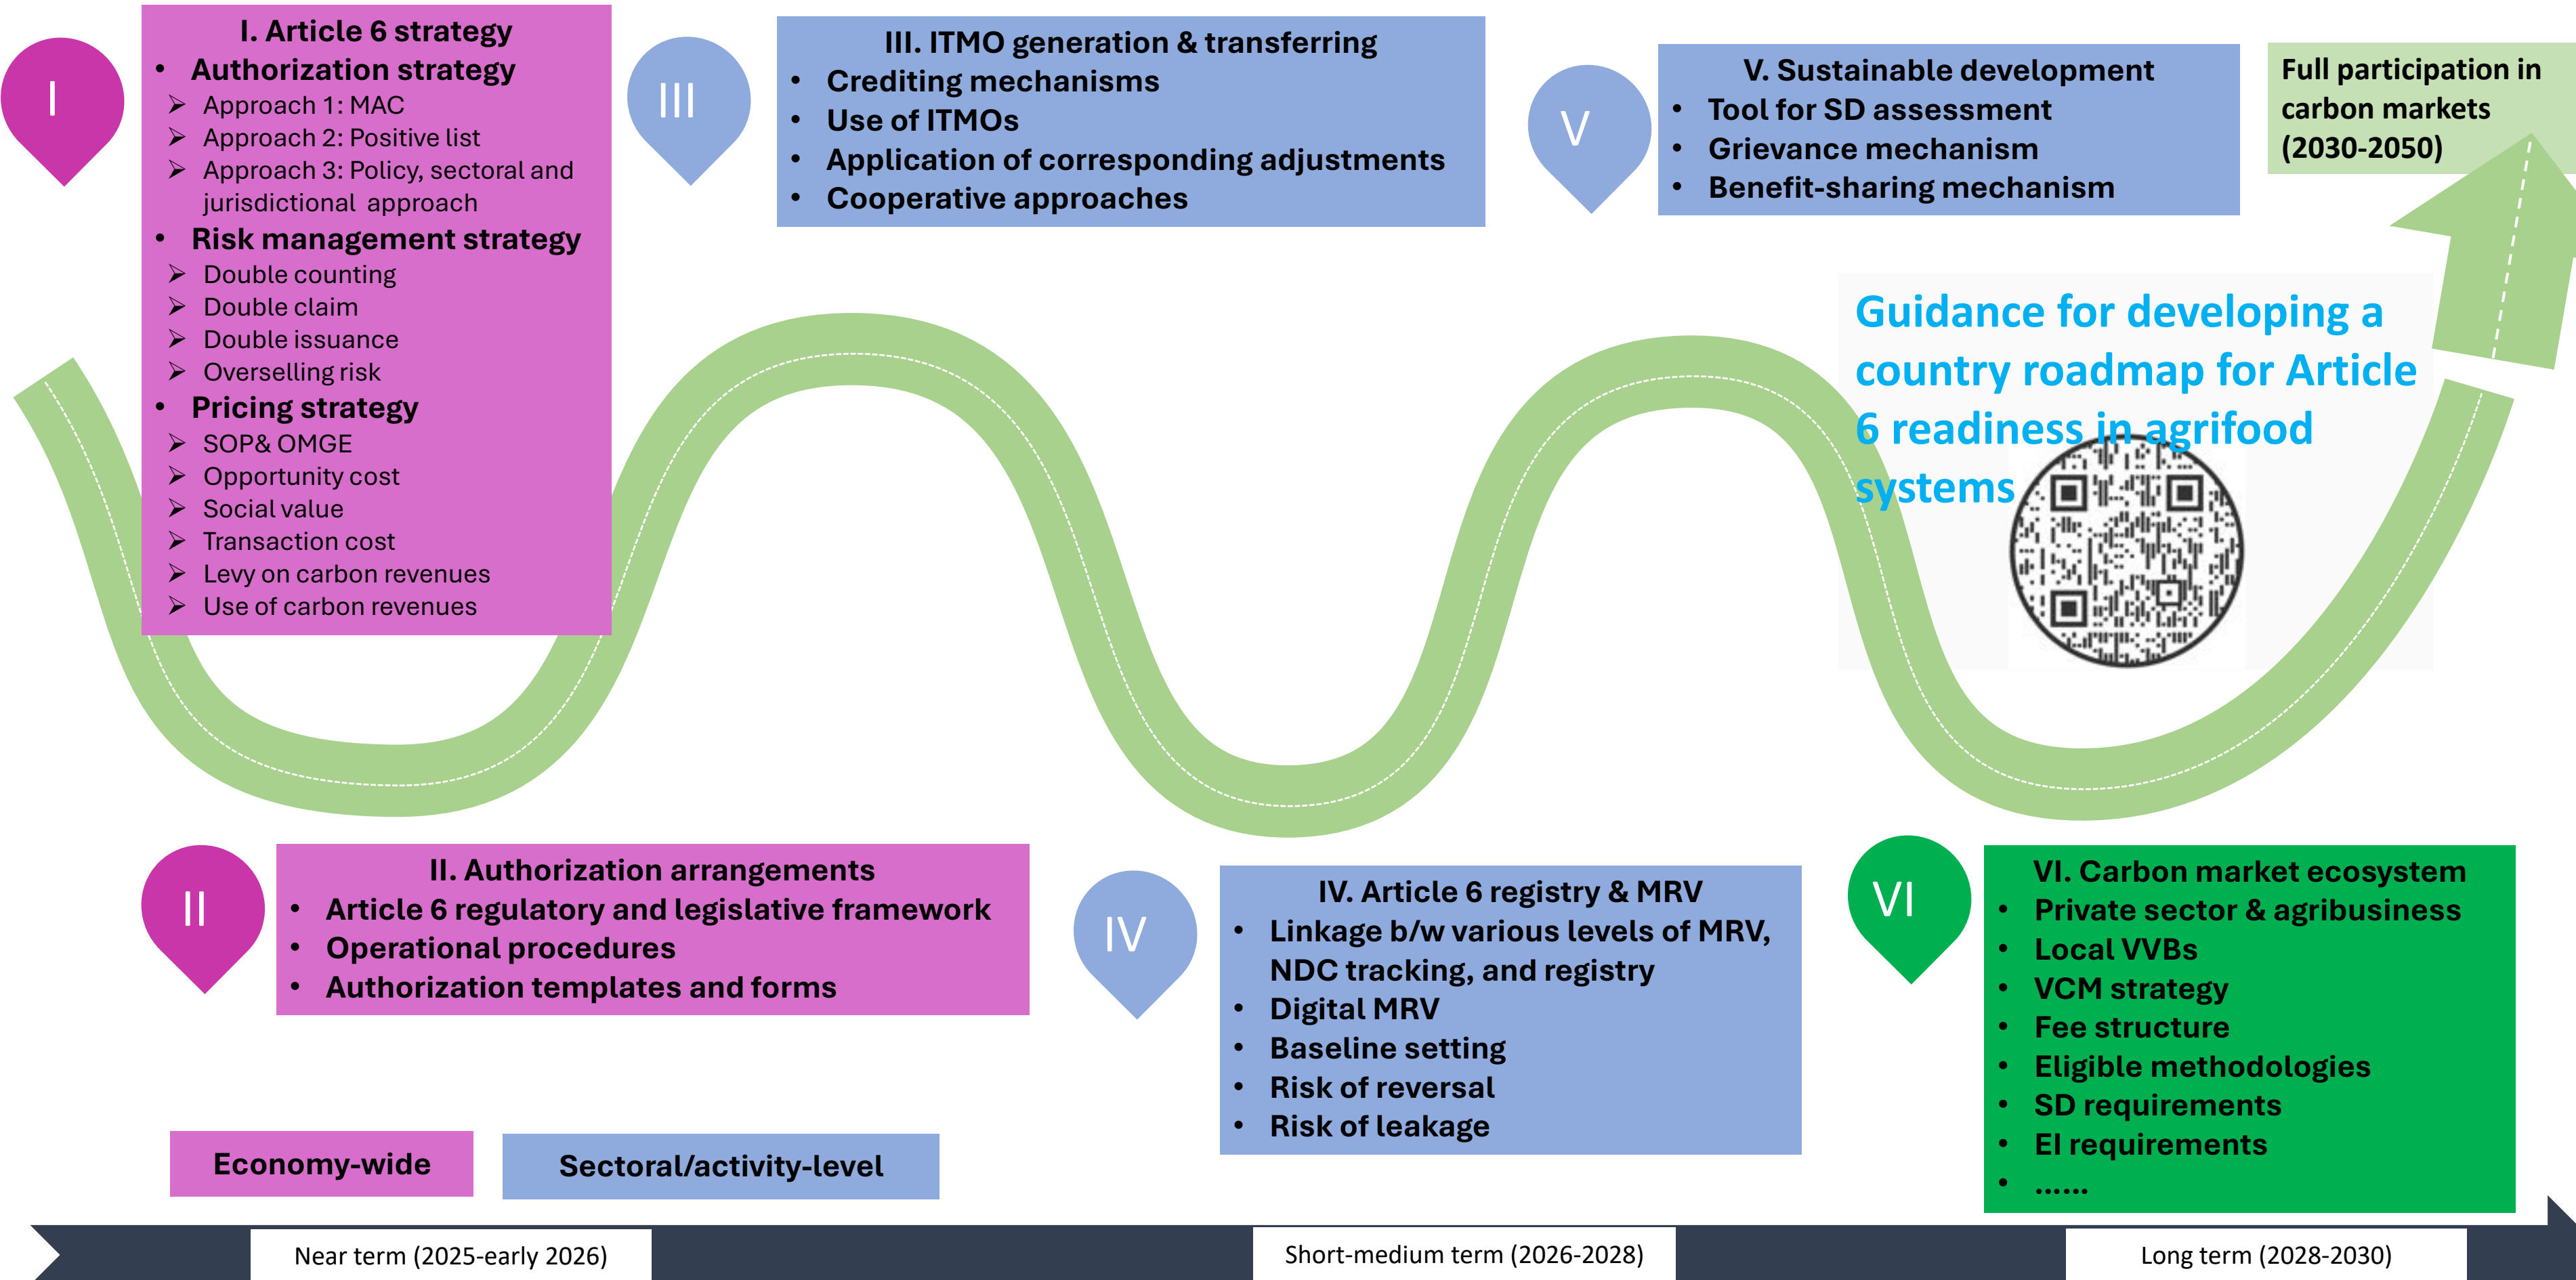 I
I. Article 6 strategy
• Authorization strategy
➢ Approach 1: MAC
➢ Approach 2: Positive list
➢ Approach 3: Policy, sectoral and
jurisdictional approach
• Risk management strategy
➢ Double counting
➢ Double claim
➢ Double issuance
➢ Overselling risk
• Pricing strategy
➢ SOP& OMGE
➢ Opportunity cost
➢ Social value
➢ Transaction cost
➢ Levy on carbon revenues
➢ Use of carbon revenues
III
III. ITMO generation & transferring
• Crediting mechanisms
• Use of ITMOs
• Application of corresponding adjustments
• Cooperative approaches
V
V. Sustainable development
• Tool for SD assessment
• Grievance mechanism
• Benefit-sharing mechanism
Full participation in
carbon markets
(2030-2050)
Guidance for developing a
country roadmap for Article
6 readiness in agrifood
systems
II
II. Authorization arrangements
• Article 6 regulatory and legislative framework
• Operational procedures
• Authorization templates and forms
IV
IV. Article 6 registry & MRV
• Linkage b/w various levels of MRV,
NDC tracking, and registry
• Digital MRV
• Baseline setting
• Risk of reversal
• Risk of leakage
VI
VI. Carbon market ecosystem
• Private sector & agribusiness
• Local VVBs
• VCM strategy
• Fee structure
• Eligible methodologies
• SD requirements
• EI requirements
• ......
Economy-wide
Sectoral/activity-level
Near term (2025-early 2026)
Short-medium term (2026-2028)
Long term (2028-2030)